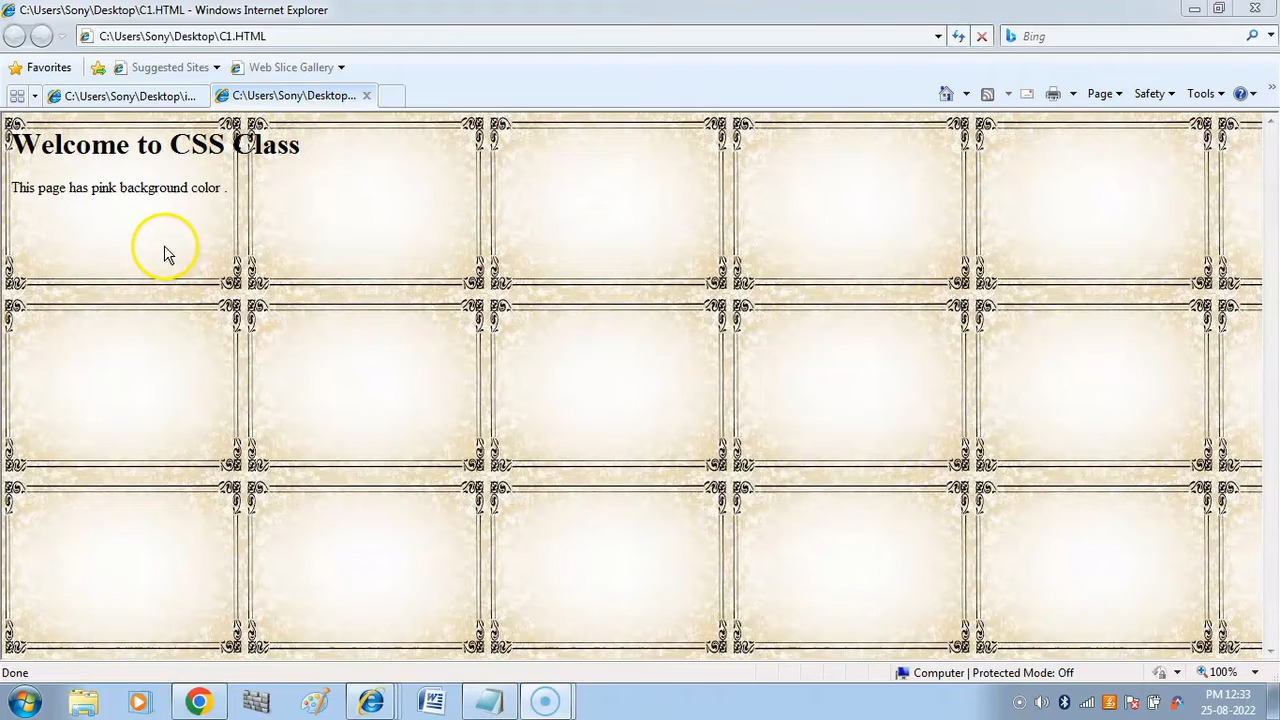 C:\Users\Sony\Desktop\C1.HTML - Windows Internet Explorer
C:\Users\Sony\Desktop\C1.HTML
Bing
Favorites
Suggested Sites
Web Slice Gallery
C:\Users\Sony\Desktop\i...
C:\Users\Sony\Desktop...
Page
Safety
Tools
Welcome to CSS Class
This page has pink background color .
Done
Computer | Protected Mode: Off
100%
PM 12:33
25-08-2022